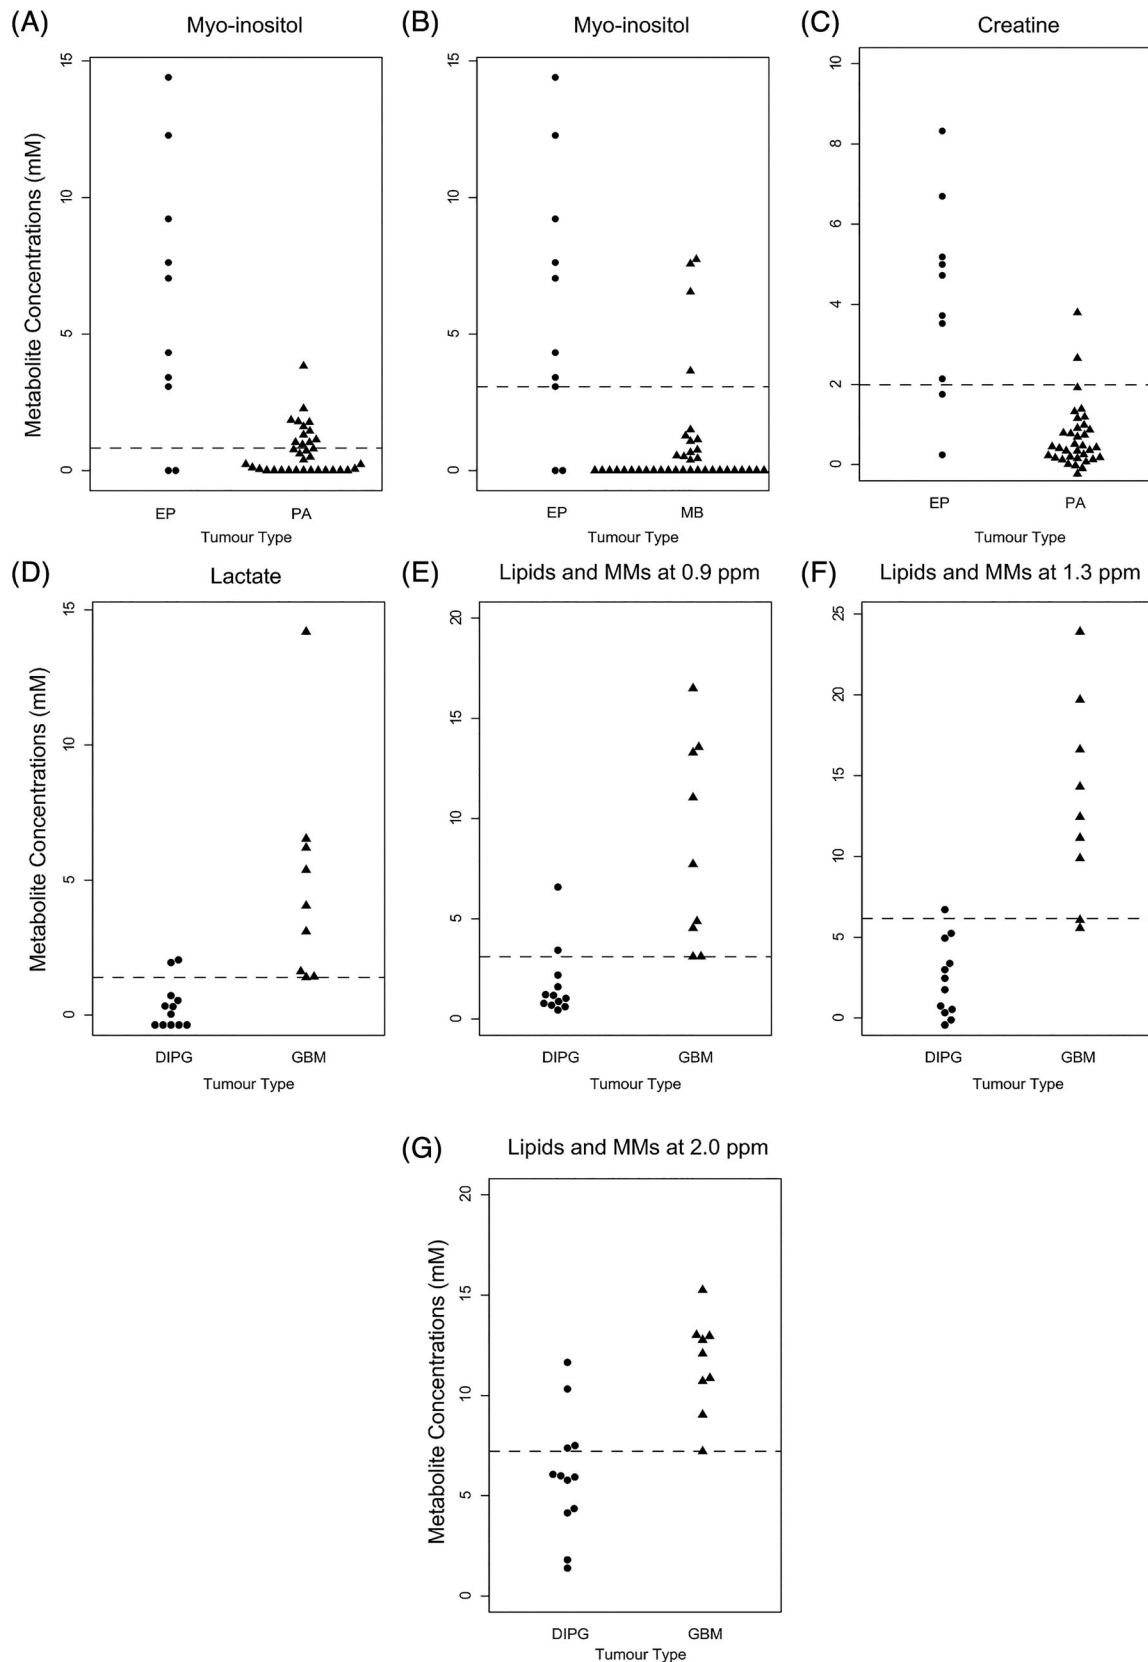 (A) Myo-inositol
(B) Myo-inositol
(C) Creatine
Metabolite Concentrations (mM)
15
10
5
0
EP PA
Tumour Type
15
10
5
0
EP MB
Tumour Type
10
8
6
4
2
0
EP PA
Tumour Type
(D) Lactate
(E) Lipids and MMs at 0.9 ppm
(F) Lipids and MMs at 1.3 ppm
Metabolite Concentrations (mM)
15
10
5
0
DIPG GBM
Tumour Type
20
15
10
5
0
DIPG GBM
Tumour Type
25
20
15
10
5
0
DIPG GBM
Tumour Type
(G) Lipids and MMs at 2.0 ppm
Metabolite Concentrations (mM)
20
15
10
5
0
DIPG GBM
Tumour Type